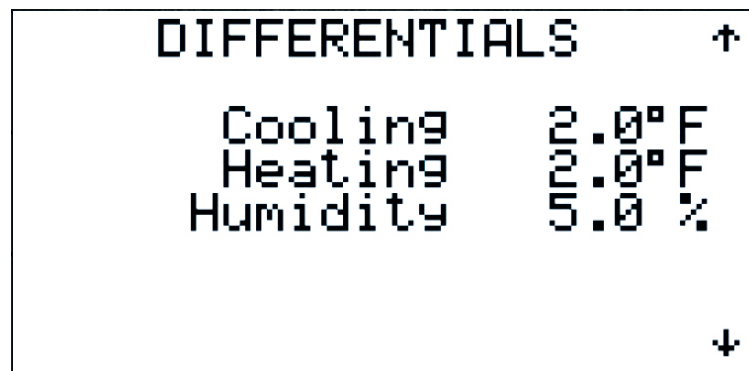 DIFFERENTIALS ↑
Cooling 2.0°F
Heating 2.0°F
Humidity 5.0 %
↓